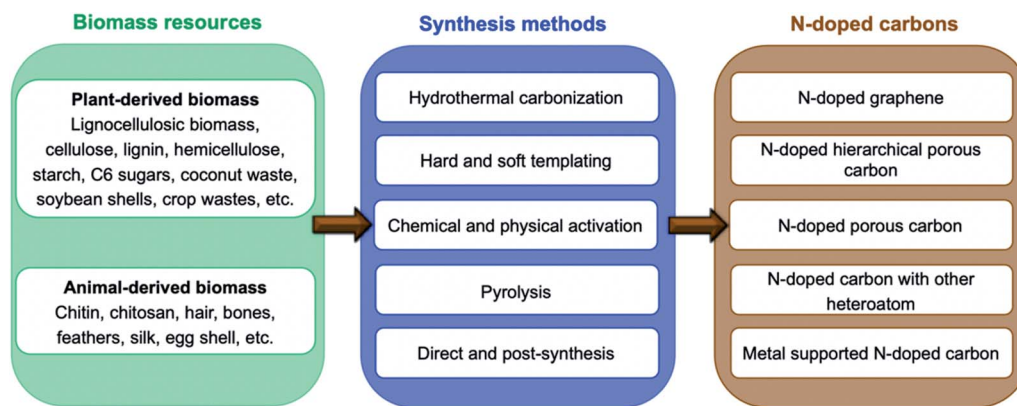 Biomass resources
Plant-derived biomass
Lignocellulosic biomass,
cellulose, lignin, hemicellulose,
starch, C6 sugars, coconut waste,
soybean shells, crop wastes, etc.
Animal-derived biomass
Chitin, chitosan, hair, bones,
feathers, silk, egg shell, etc.
Synthesis methods
Hydrothermal carbonization
Hard and soft templating
Chemical and physical activation
Pyrolysis
Direct and post-synthesis
N-doped carbons
N-doped graphene
N-doped hierarchical porous
carbon
N-doped porous carbon
N-doped carbon with other
heteroatom
Metal supported N-doped carbon